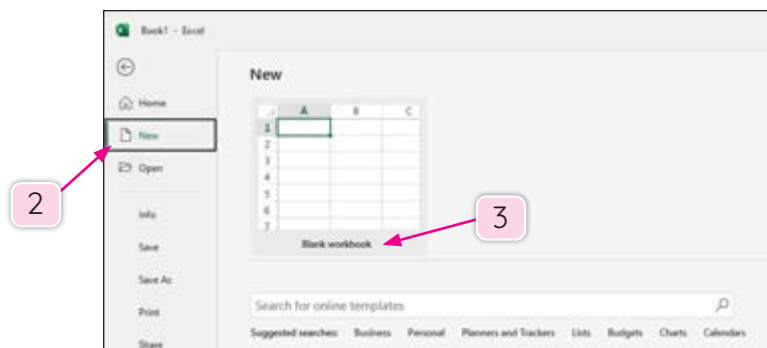 Book1 - Excel
New
Home
A B C
1
New
2
3
Open
4
5
2
Info
6
3
7
Blank workbook
Save
Save As
Search for online templates
Print
Suggested searches: Business Personal Planners and Trackers Lists Budgets Charts Calendars
Share